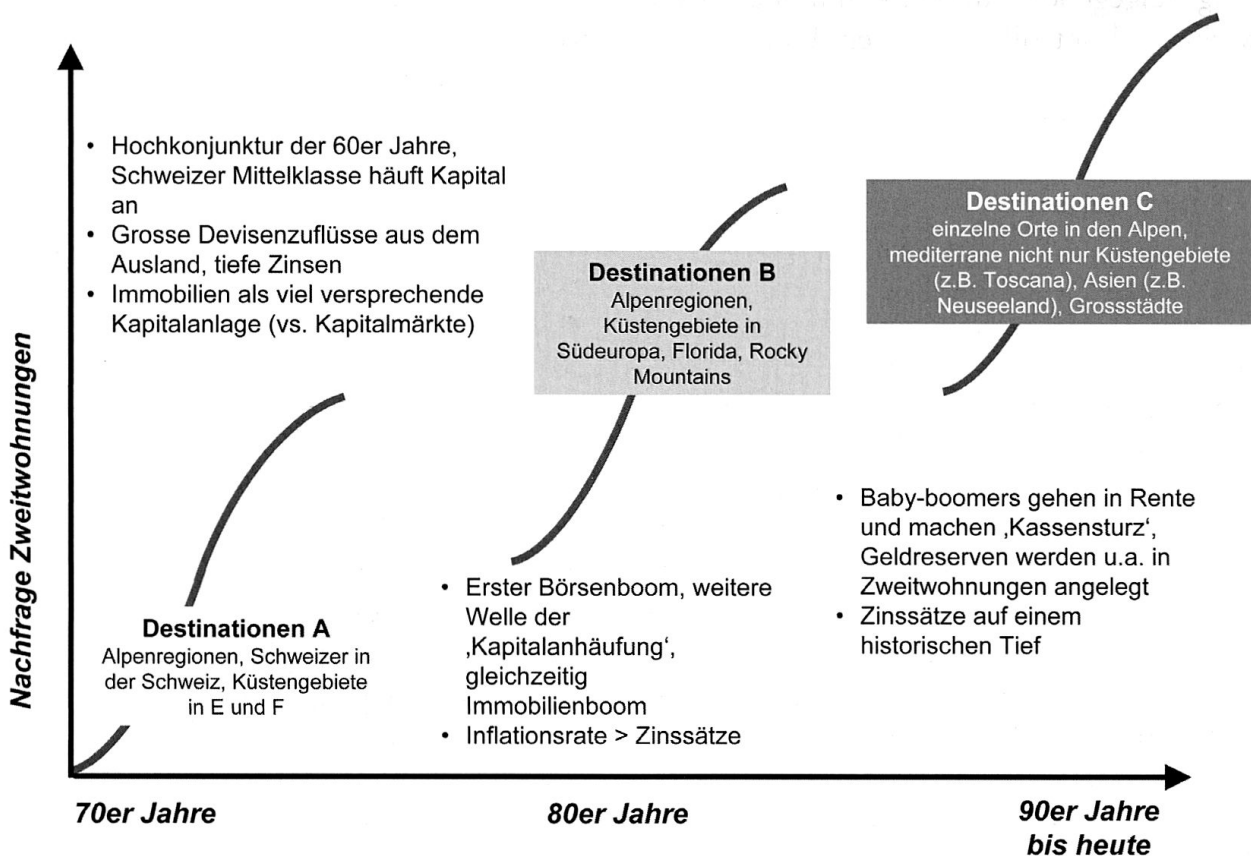 Nachfrage Zweitwohnungen
• Hochkonjunktur der 60er Jahre,
Schweizer Mittelklasse häuft Kapital
an
• Grosse Devisenzuflüsse aus dem
Ausland, tiefe Zinsen
• Immobilien als viel versprechende
Kapitalanlage (vs. Kapitalmärkte)
Destinationen A
Alpenregionen, Schweizer in
der Schweiz, Küstengebiete
in E und F
Destinationen B
Alpenregionen,
Küstengebiete in
Südeuropa, Florida, Rocky
Mountains
• Erster Börsenboom, weitere
Welle der
‚Kapitalanhäufung‘,
gleichzeitig
Immobilienboom
• Inflationsrate > Zinssätze
Destinationen C
einzelne Orte in den Alpen,
mediterrane nicht nur Küstengebiete
(z.B. Toscana), Asien (z.B.
Neuseeland), Grossstädte
• Baby-boomers gehen in Rente
und machen ‚Kassensturz‘,
Geldreserven werden u.a. in
Zweitwohnungen angelegt
• Zinssätze auf einem
historischen Tief
70er Jahre
80er Jahre
90er Jahre
bis heute